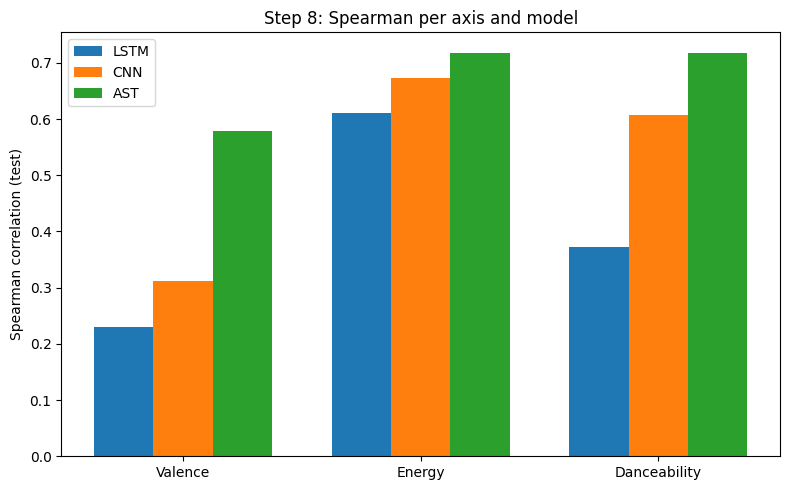 Step 8: Spearman per axis and model
LSTM
CNN
AST
Spearman correlation (test)
0.7
0.6
0.5
0.4
0.3
0.2
0.1
0.0
Valence
Energy
Danceability